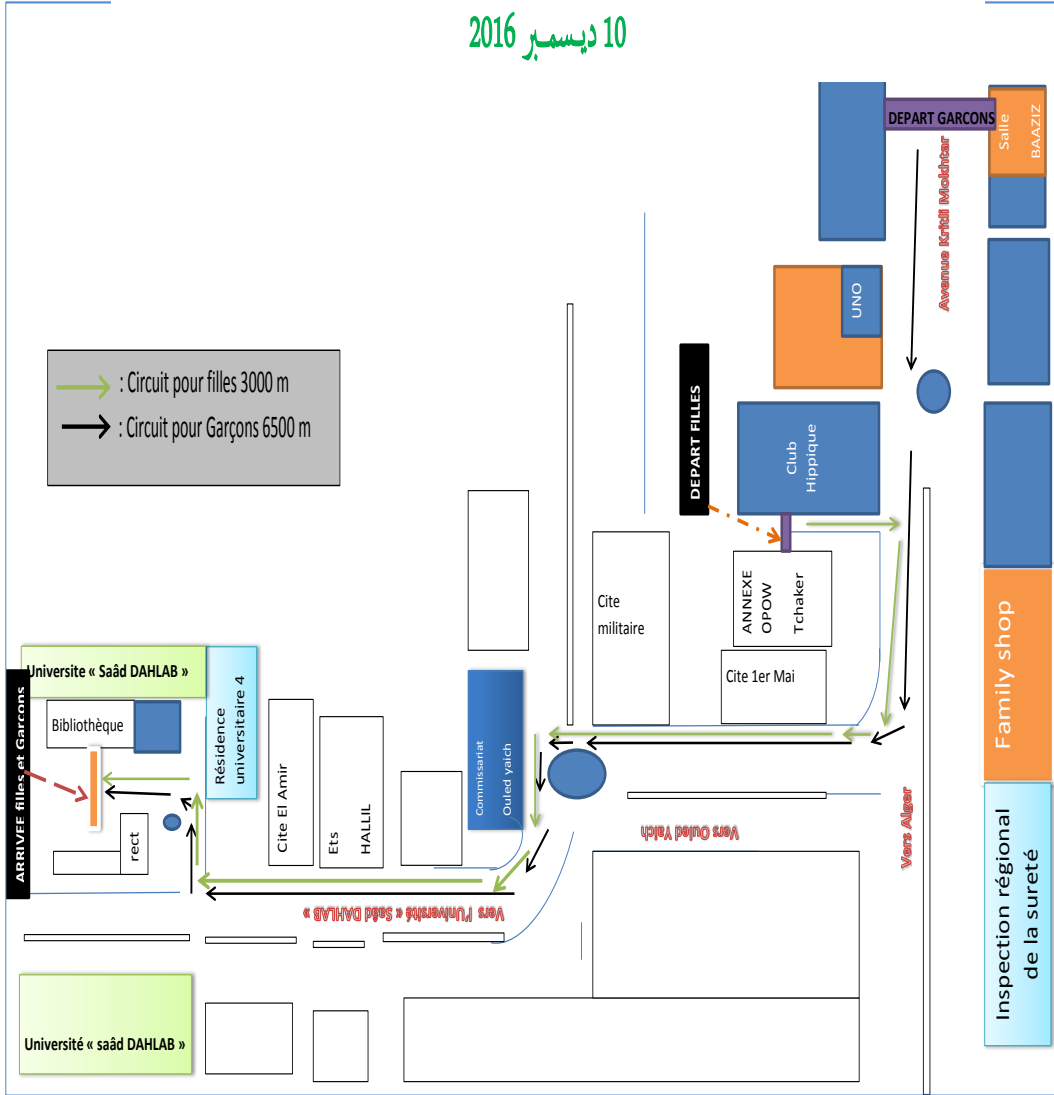 10 ديسمبر 2016
DEPART GARCONS
Salle
BAAZIZ
Avenue Kritli Mokhtar
UNO
: Circuit pour filles 3000 m
: Circuit pour Garçons 6500 m
DEPART FILLES
Club
Hippique
ANNEXE
OPOW
Tchaker
Cite
militaire
Cite 1er Mai
Family shop
Universite « Saâd DAHLAB »
Résidence
universitaire 4
Bibliothèque
ARRIVEE filles et Garçons
rect
Cite El Amir
Ets
HALLIL
Commissariat
Ouled yaich
Vers Ouled Yaich
Vers Alger
Vers l'Université « Saâd DAHLAB »
Inspection régional
de la sureté
Université « saâd DAHLAB »